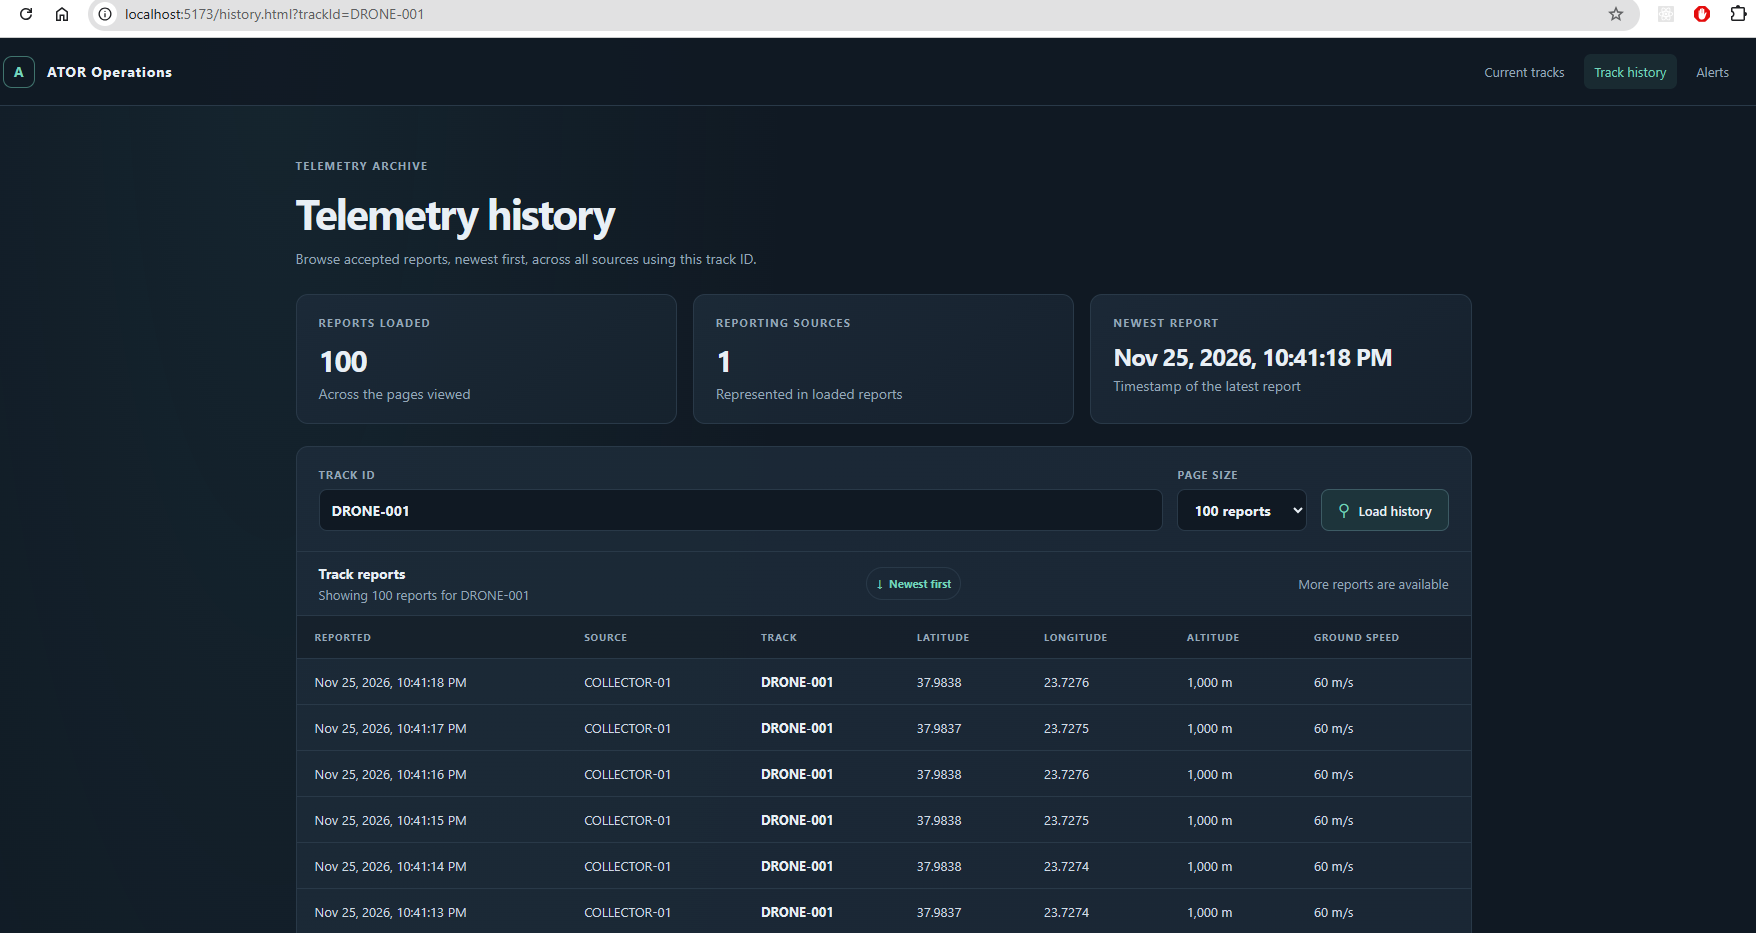 localhost:5173/history.html?trackId=DRONE-001
A ATOR Operations Current tracks Track history Alerts
TELEMETRY ARCHIVE
Telemetry history
Browse accepted reports, newest first, across all sources using this track ID.
REPORTS LOADED
100
Across the pages viewed
REPORTING SOURCES
1
Represented in loaded reports
NEWEST REPORT
Nov 25, 2026, 10:41:18 PM
Timestamp of the latest report
TRACK ID PAGE SIZE
DRONE-001 100 reports Load history
Track reports
Showing 100 reports for DRONE-001
↓ Newest first
More reports are available
REPORTED SOURCE TRACK LATITUDE LONGITUDE ALTITUDE GROUND SPEED
Nov 25, 2026, 10:41:18 PM COLLECTOR-01 DRONE-001 37.9838 23.7276 1,000 m 60 m/s
Nov 25, 2026, 10:41:17 PM COLLECTOR-01 DRONE-001 37.9837 23.7275 1,000 m 60 m/s
Nov 25, 2026, 10:41:16 PM COLLECTOR-01 DRONE-001 37.9838 23.7276 1,000 m 60 m/s
Nov 25, 2026, 10:41:15 PM COLLECTOR-01 DRONE-001 37.9838 23.7275 1,000 m 60 m/s
Nov 25, 2026, 10:41:14 PM COLLECTOR-01 DRONE-001 37.9838 23.7274 1,000 m 60 m/s
Nov 25, 2026, 10:41:13 PM COLLECTOR-01 DRONE-001 37.9837 23.7274 1,000 m 60 m/s